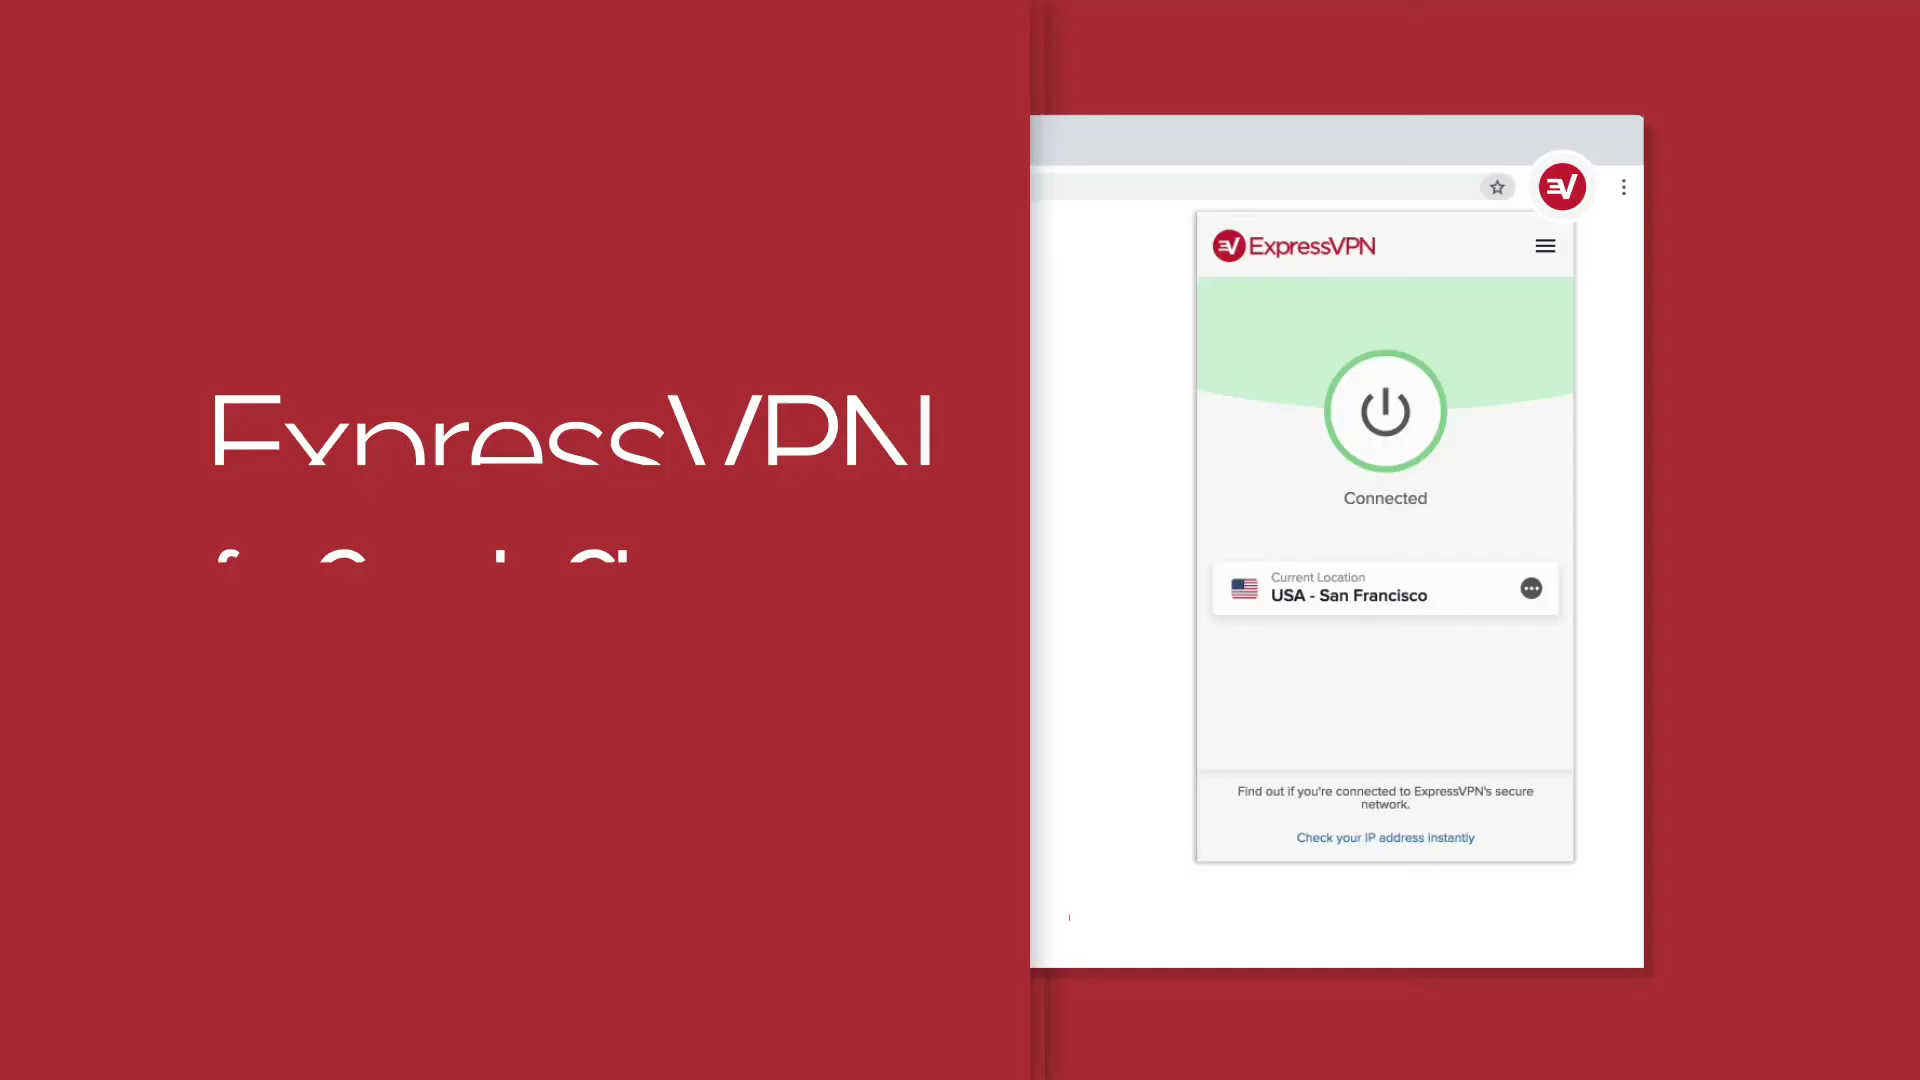 ExpressVPN
ExpressVPN
Connected
Current Location
USA - San Francisco
Find out if you're connected to ExpressVPN's secure
network.
Check your IP address instantly